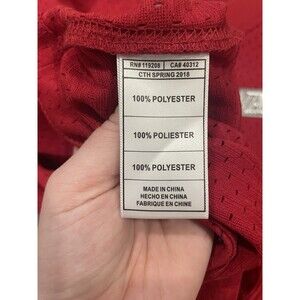 RN# 119208 | CA# 40312
CTH SPRING 2018
100% POLYESTER
100% POLIESTER
100% POLYESTER
MADE IN CHINA
HECHO EN CHINA
FABRIQUE EN CHINE